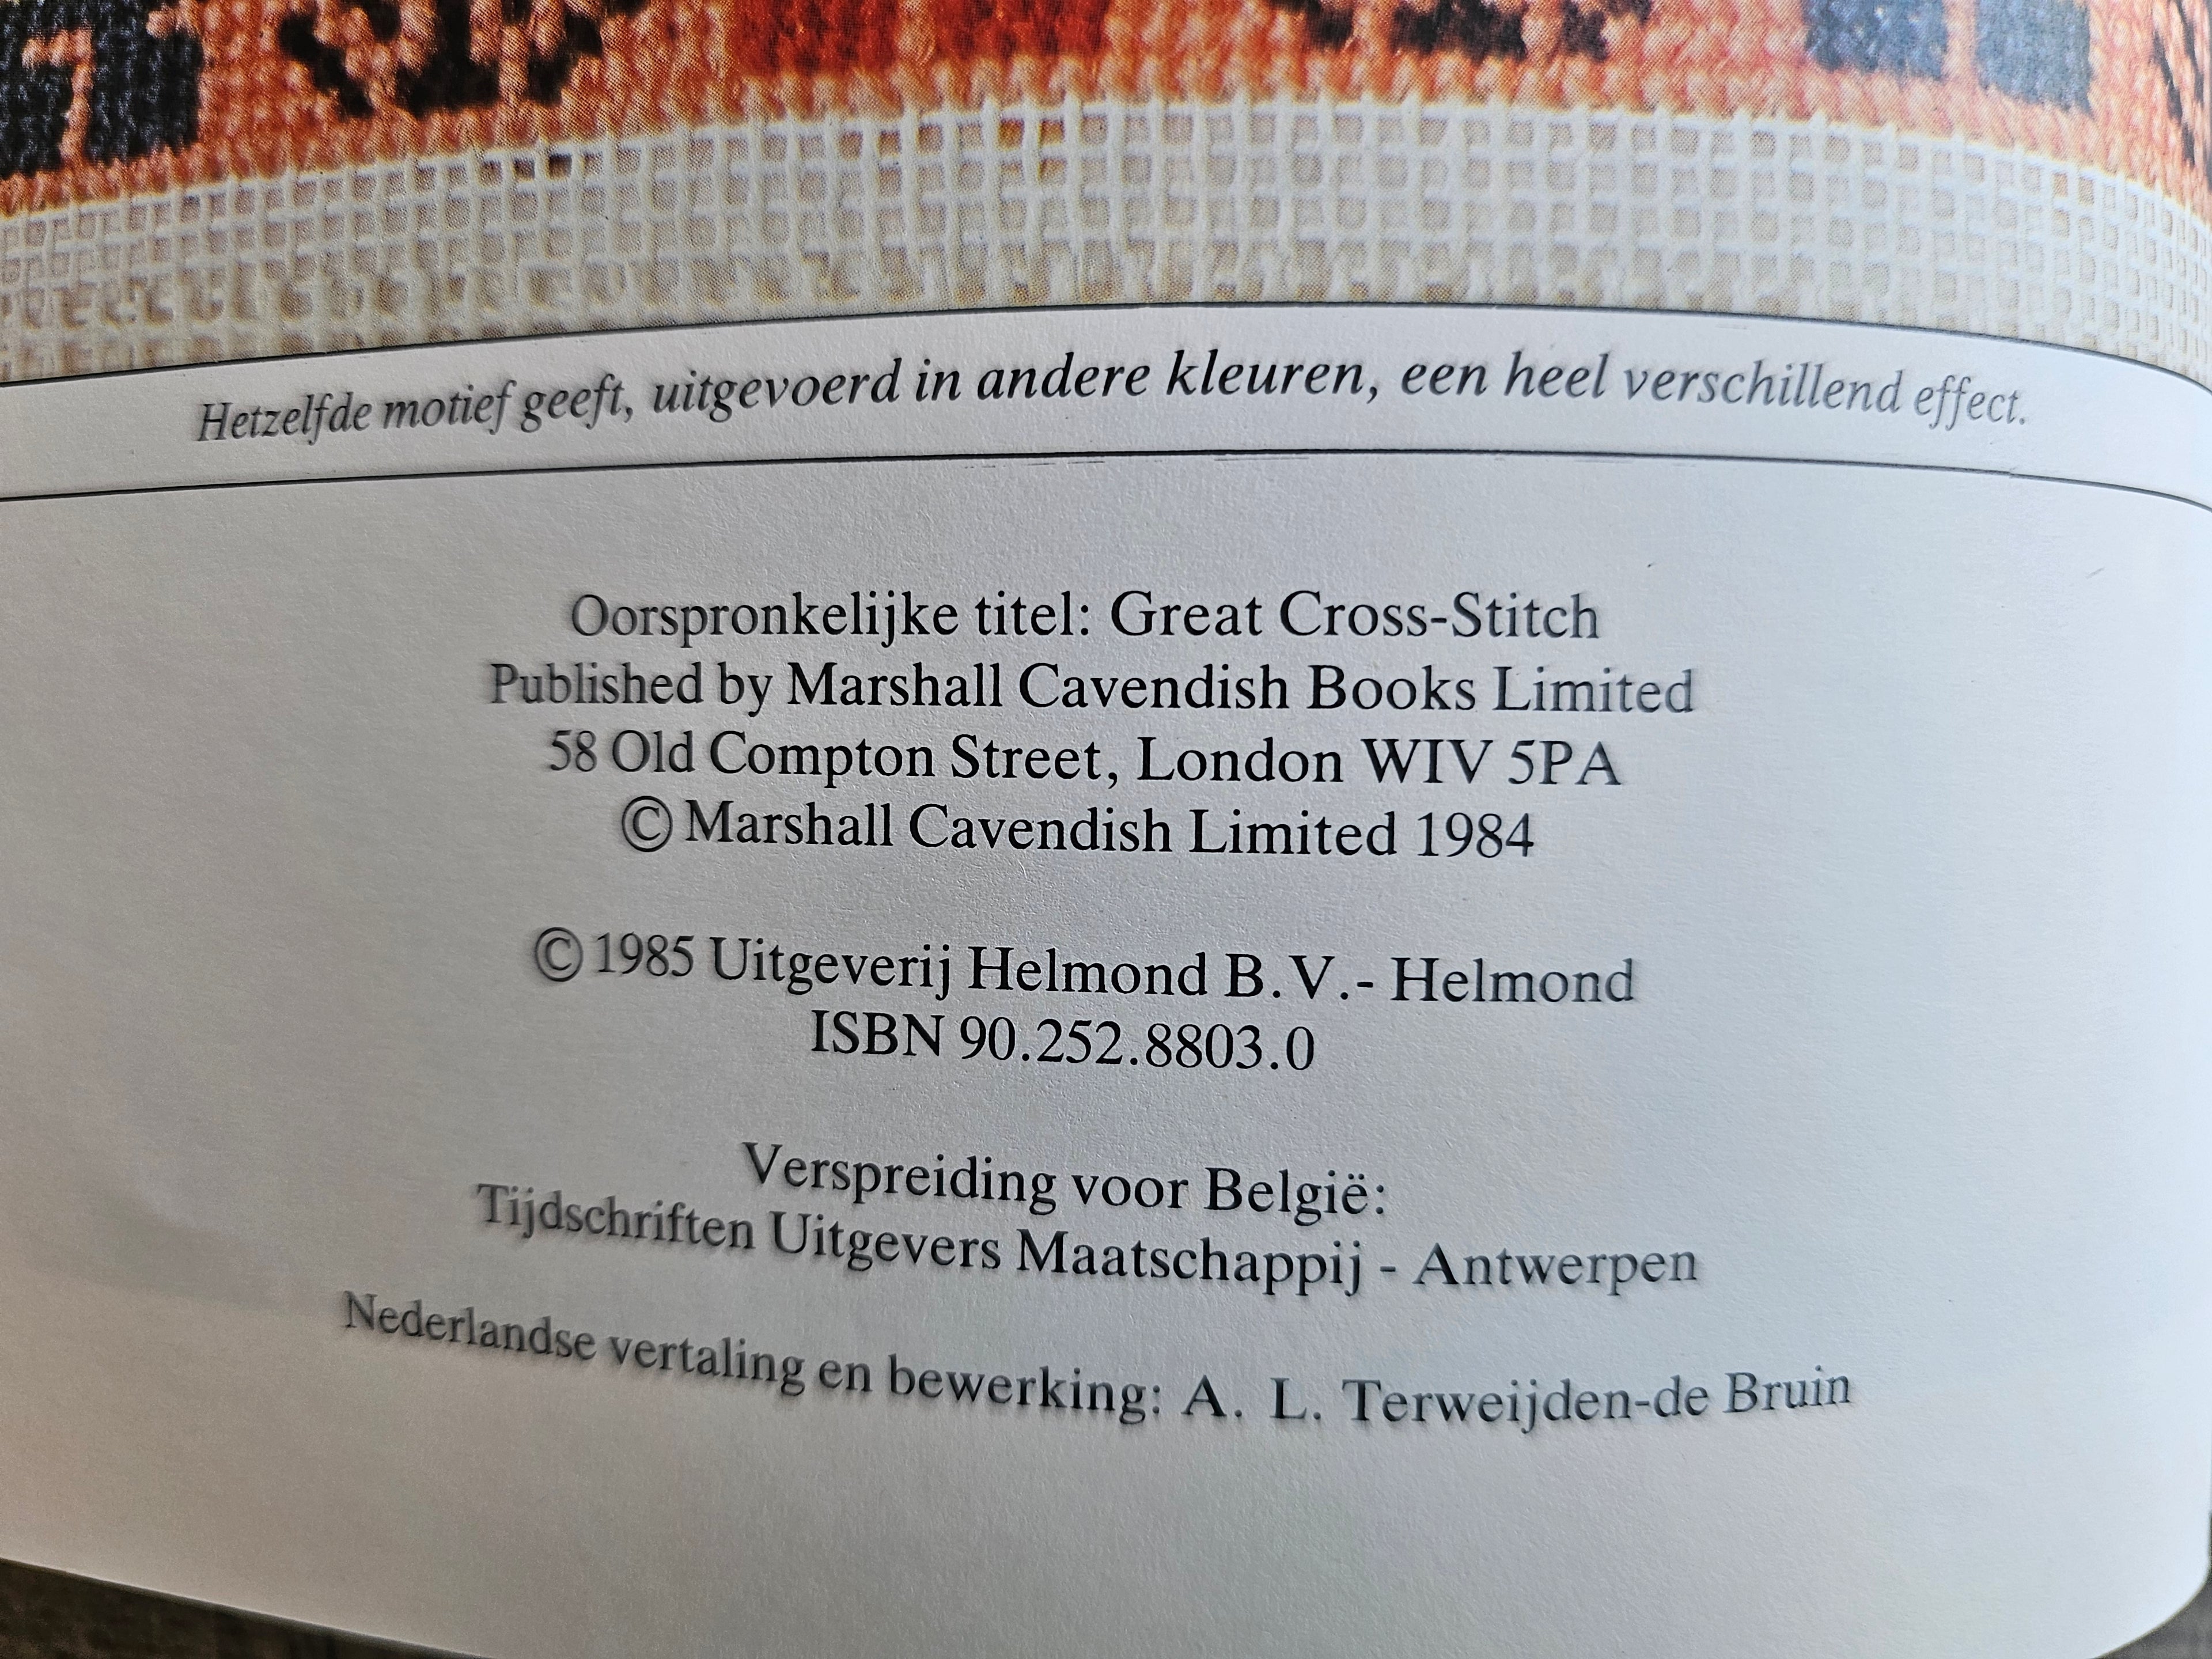 Hetzelfde motief geeft, uitgevoerd in andere kleuren, een heel verschillend effect.
Oorspronkelijke titel: Great Cross-Stitch
Published by Marshall Cavendish Books Limited
58 Old Compton Street, London WIV 5PA
© Marshall Cavendish Limited 1984
© 1985 Uitgeverij Helmond B.V.- Helmond
ISBN 90.252.8803.0
Verspreiding voor België:
Tijdschriften Uitgevers Maatschappij - Antwerpen
Nederlandse vertaling en bewerking: A. L. Terweijden-de Bruin